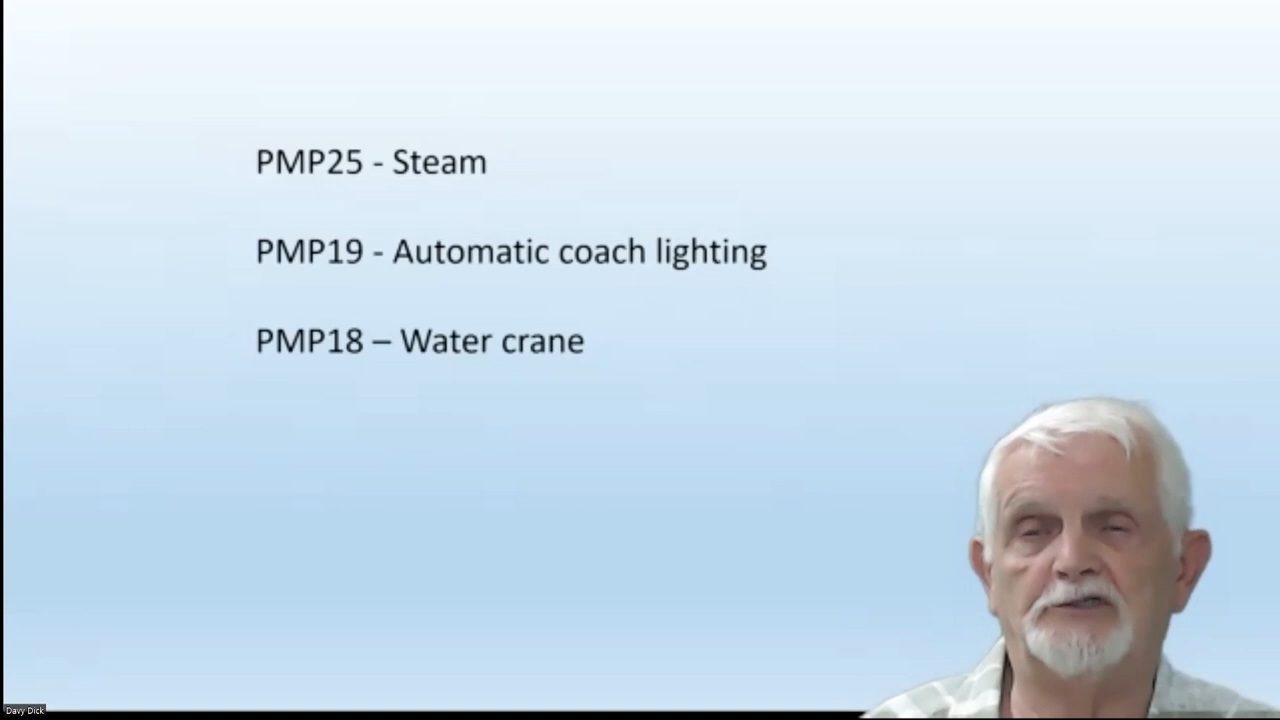 PMP25 - Steam
PMP19 - Automatic coach lighting
PMP18 – Water crane
Davy Dick